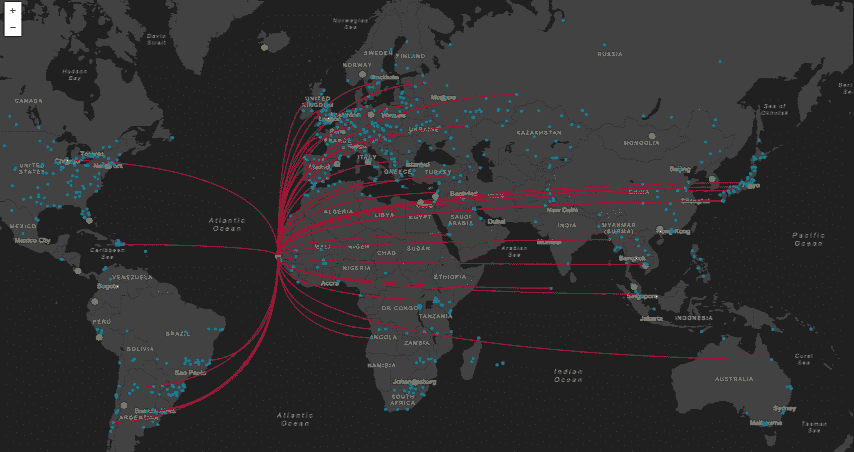 +
−
Norwegian
Sea
Davis
Strait
SWEDEN
FINLAND
RUSSIA
NORWAY
Hudson
Bay
Stockholm
CANADA
UNITED
KINGDOM
Moscow
Sea of
Okhotsk
London
Paris
UKRAINE
KAZAKHSTAN
MONGOLIA
FRANCE
Toronto
Chicago
New York
UNITED
STATES
ITALY
Madrid
Istanbul
GREECE
TURKEY
Beijing
Baghdad
CHINA
Shanghai
Cairo
ALGERIA
LIBYA
EGYPT
SAUDI
ARABIA
Dubai
New Delhi
Atlantic
Ocean
INDIA
MYANMAR
(BURMA)
Hong Kong
Pacific
Ocean
MEXICO
Mexico City
Caribbean
Sea
MALI
NIGER
CHAD
SUDAN
Mumbai
Arabian
Sea
Bangkok
VENEZUELA
NIGERIA
ETHIOPIA
Bogota
Accra
Singapore
PERU
BRAZIL
DR CONGO
TANZANIA
Jakarta
INDONESIA
BOLIVIA
ANGOLA
ZAMBIA
Coral
Sea
Sao Paulo
NAMIBIA
Indian
Ocean
AUSTRALIA
Johannesburg
SOUTH
AFRICA
Buenos Aires
ARGENTINA
Atlantic
Ocean
Sydney
Melbourne
Tasman
Sea